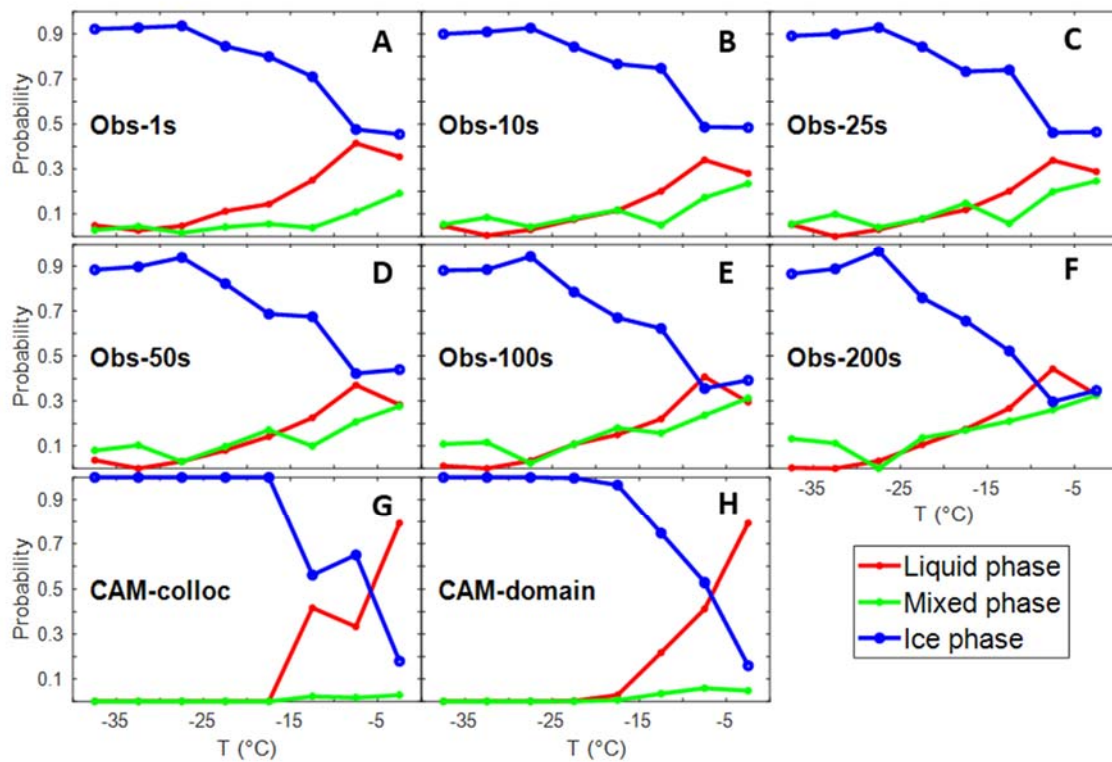 A
B
C
0.9
0.7
0.5
0.3
0.1
Probability
Obs-1s
Obs-10s
Obs-25s
D
E
F
0.9
0.7
0.5
0.3
0.1
Probability
Obs-50s
Obs-100s
Obs-200s
-35 -25 -15 -5
T (°C)
G
H
0.9
0.7
0.5
0.3
0.1
Probability
CAM-colloc
CAM-domain
-35 -25 -15 -5
T (°C)
-35 -25 -15 -5
T (°C)
Liquid phase
Mixed phase
Ice phase